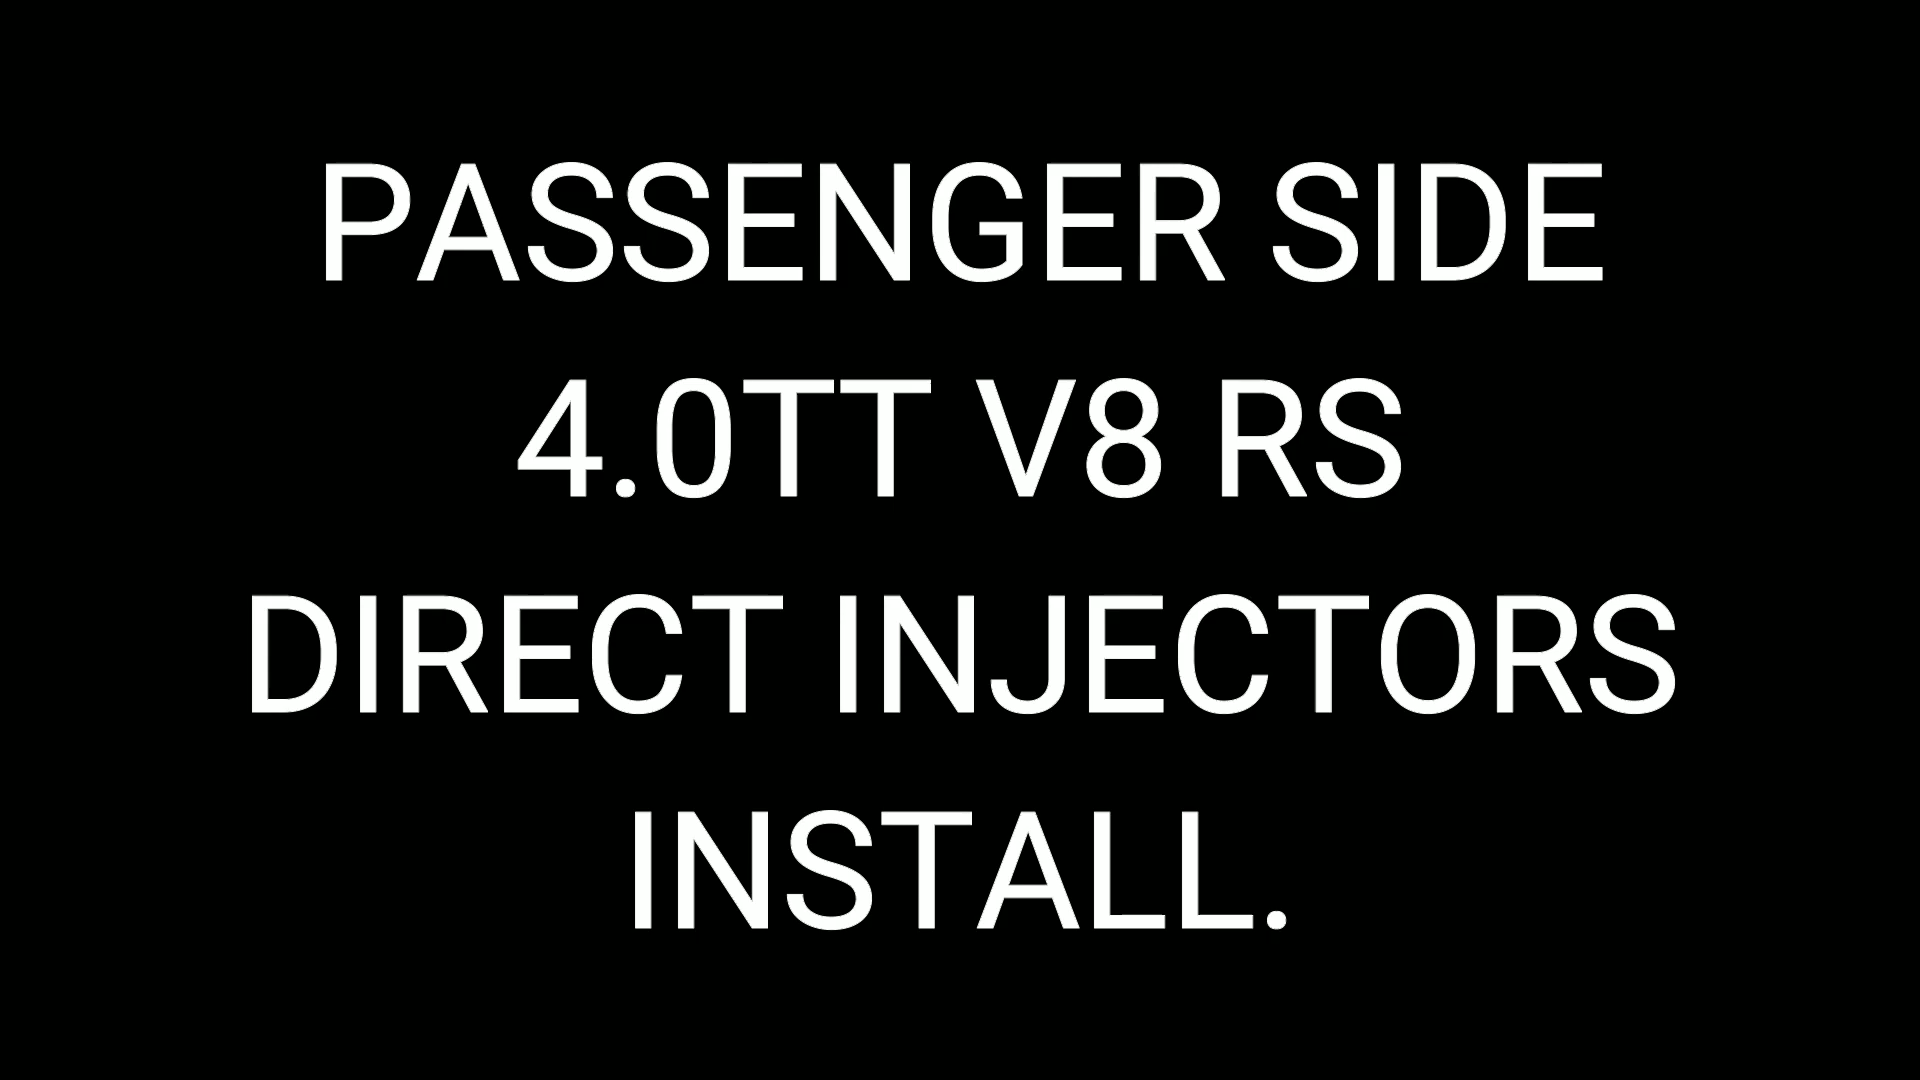 PASSENGER SIDE
4.0TT V8 RS
DIRECT INJECTORS
INSTALL.